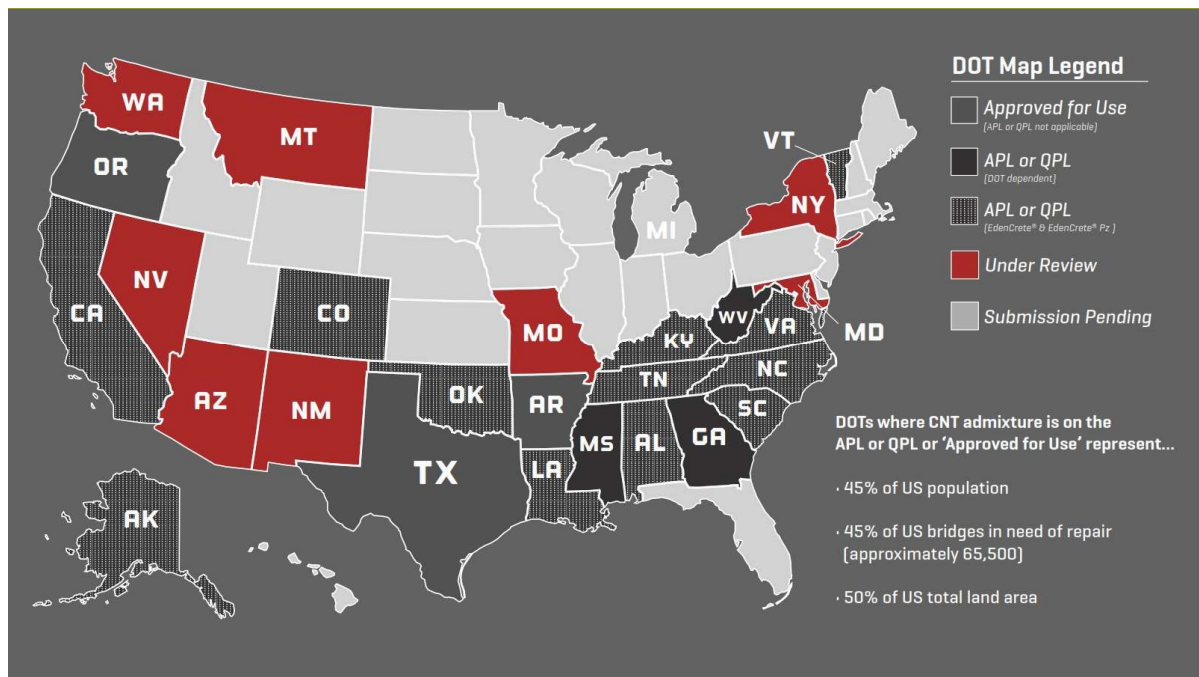 DOT Map Legend
Approved for Use
(APL or QPL not applicable)
APL or QPL
(DOT dependent)
APL or QPL
(EdenCrete® & EdenCrete® Pz )
Under Review
Submission Pending
WA
MT
OR
VT
NY
MI
NV
CA
CO
MO
KY
WV
VA
MD
AZ
NM
OK
AR
TN
NC
SC
TX
LA
MS
AL
GA
AK
DOTs where CNT admixture is on the
APL or QPL or ‘Approved for Use’ represent...
· 45% of US population
· 45% of US bridges in need of repair
(approximately 65,500)
· 50% of US total land area